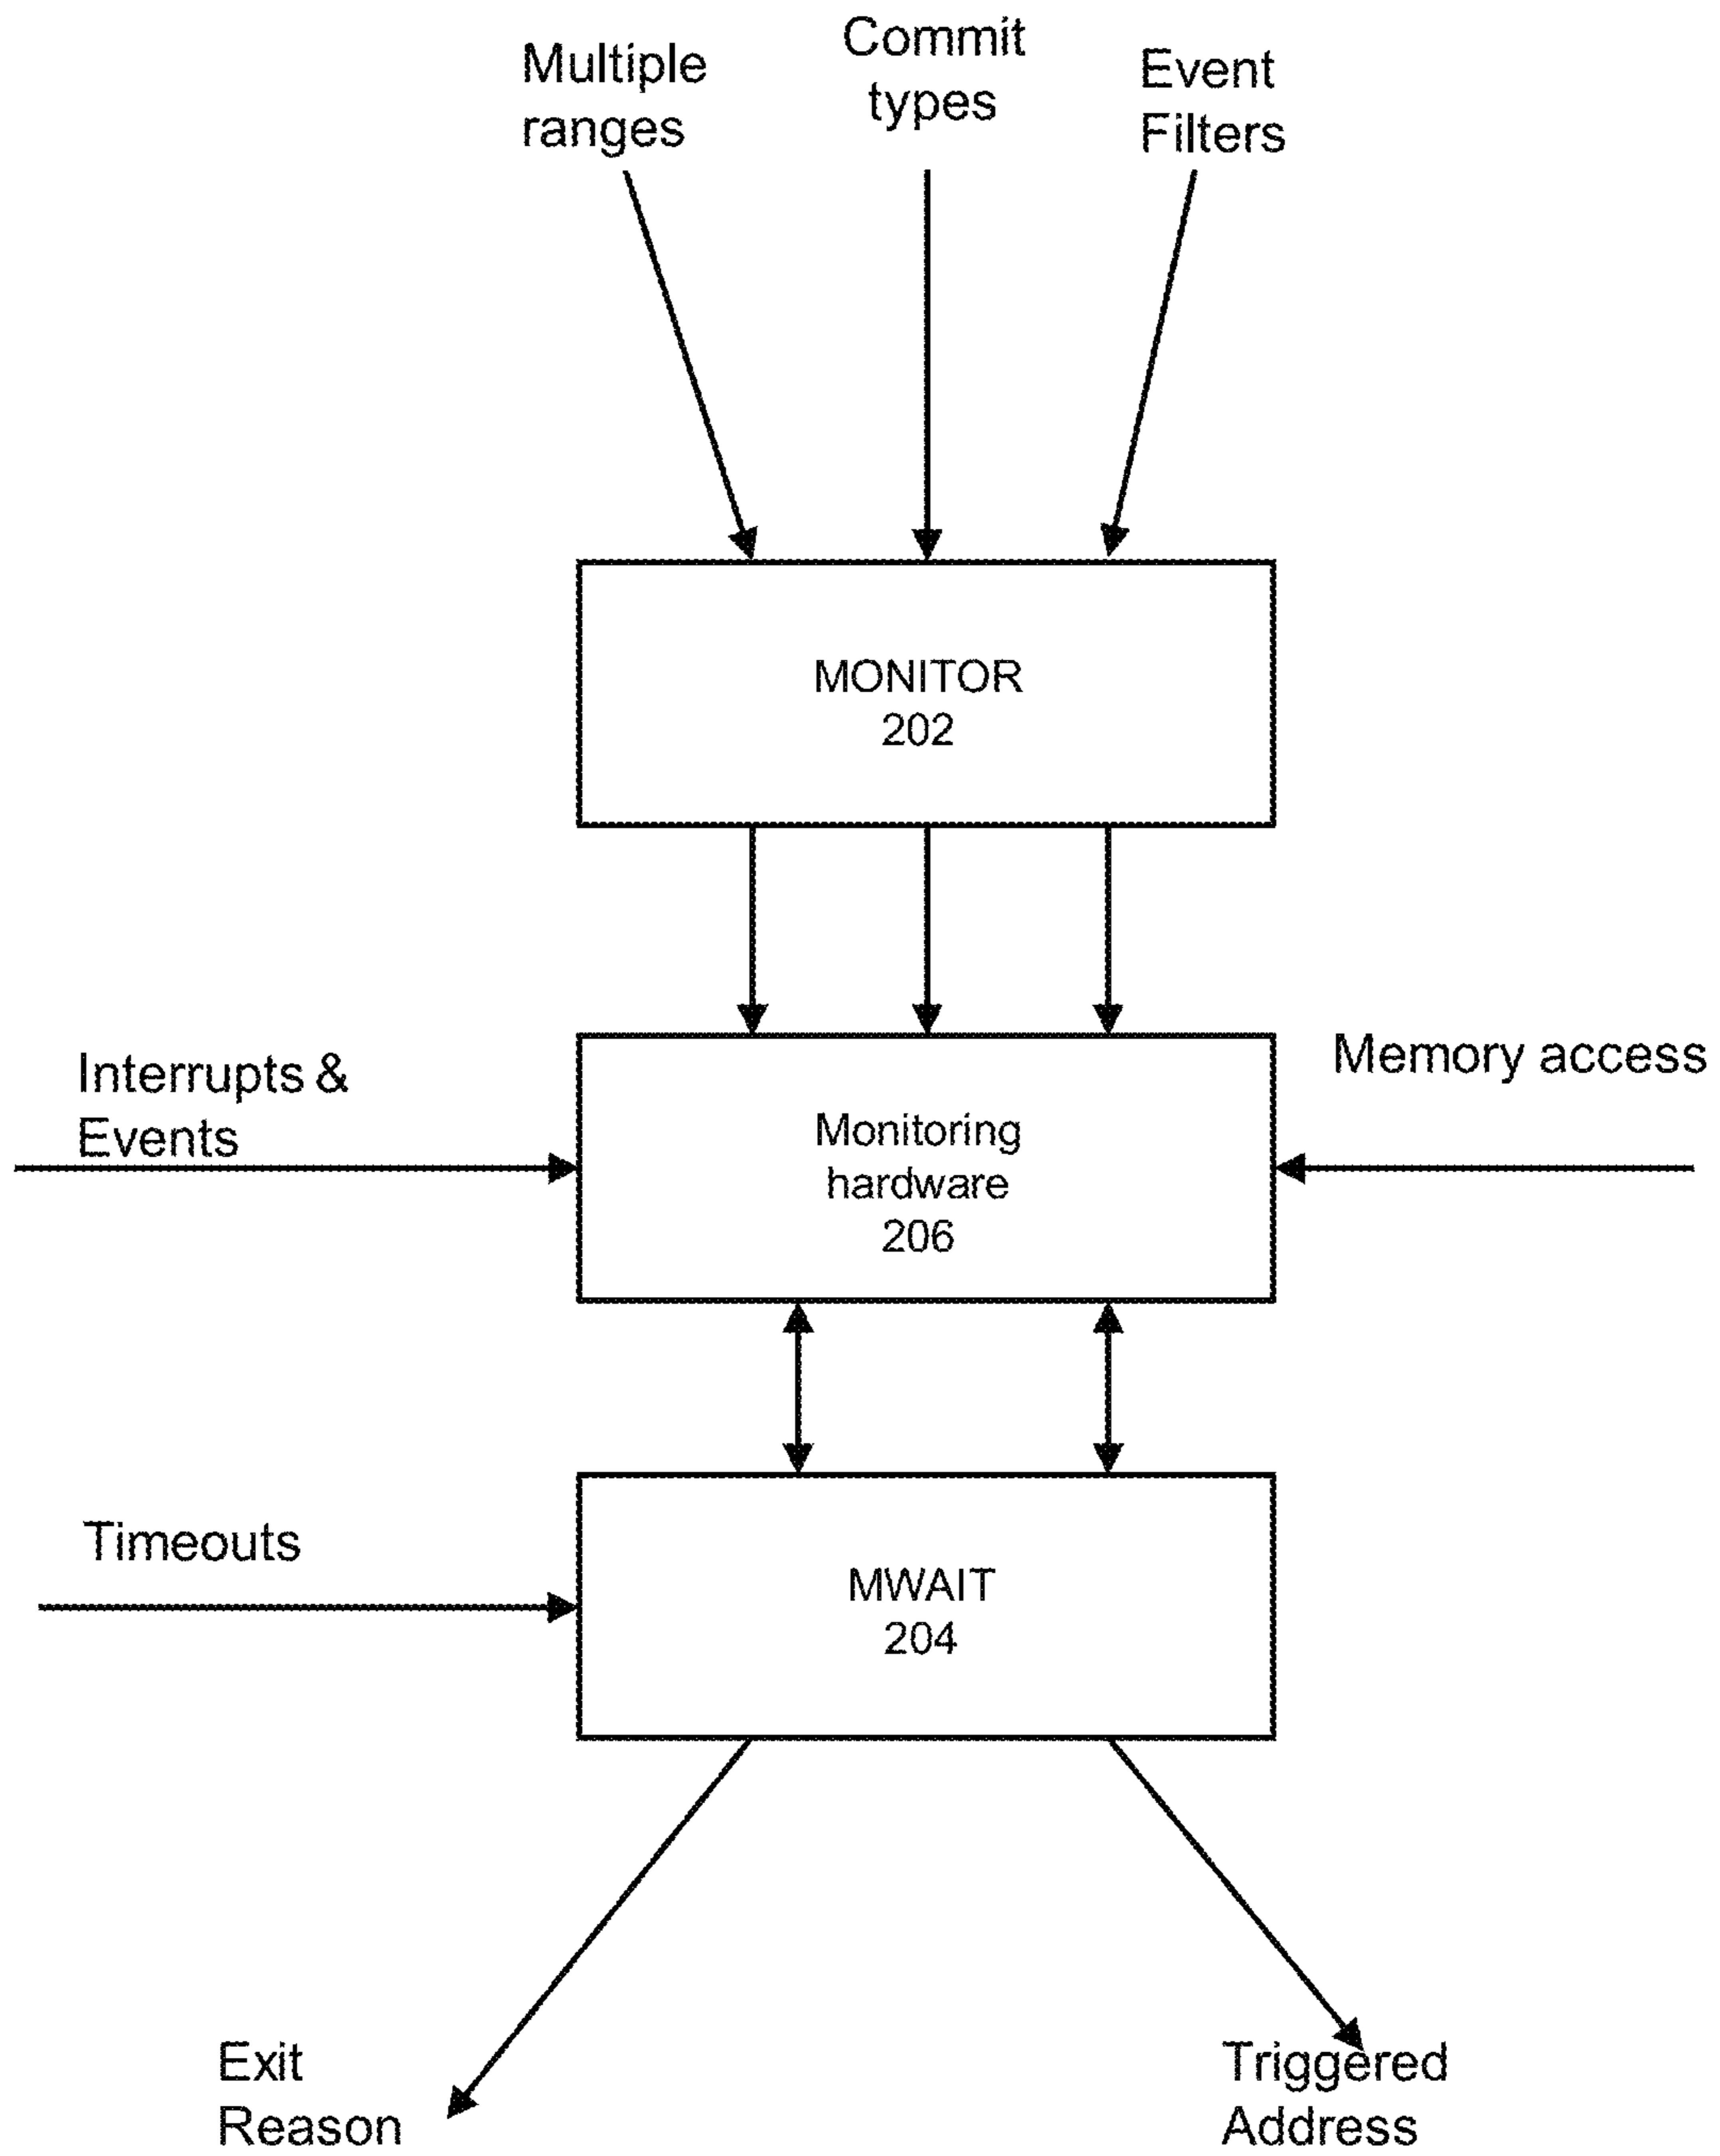 Multiple
ranges
Commit
types
Event
Filters
MONITOR
202
Interrupts &
Events
Memory access
Monitoring
hardware
206
Timeouts
MWAIT
204
Exit
Reason
Triggered
Address